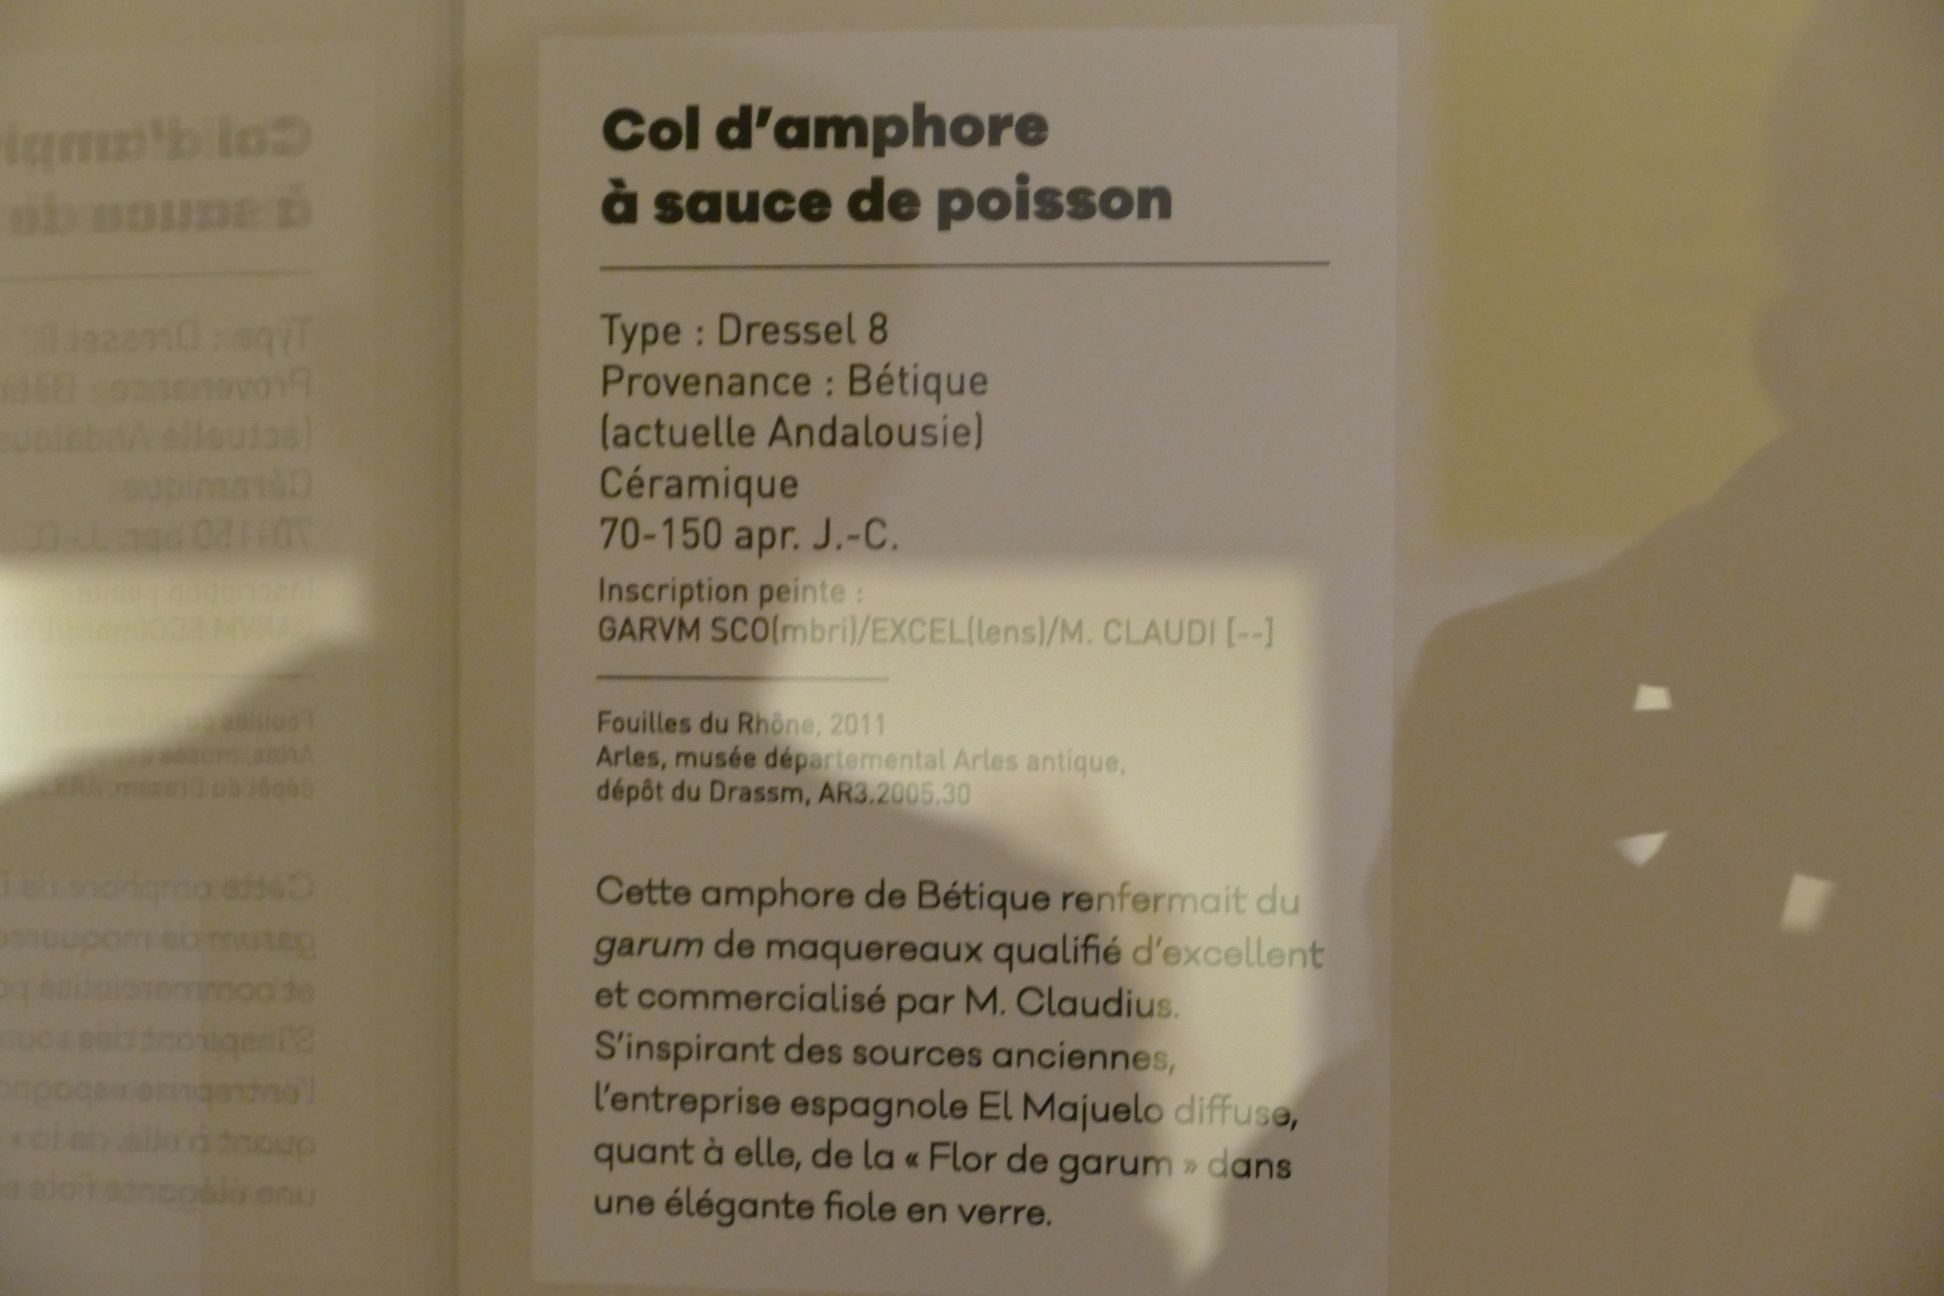 Col d'amphore
à sauce de poisson
Type : Dressel 8
Provenance : Bétique
(actuelle Andalousie)
Céramique
70-150 apr. J.-C.
Inscription peinte :
GARVM SCO(mbri)/EXCEL(lens)/M. CLAUDI [--]
Fouilles du Rhône, 2011
Arles, musée départemental Arles antique,
dépôt du Drassm, AR3.2005.30
Cette amphore de Bétique renfermait du
garum de maquereaux qualifié d'excellent
et commercialisé par M. Claudius.
S'inspirant des sources anciennes,
l'entreprise espagnole El Majuelo diffuse,
quant à elle, de la « Flor de garum » dans
une élégante fiole en verre.